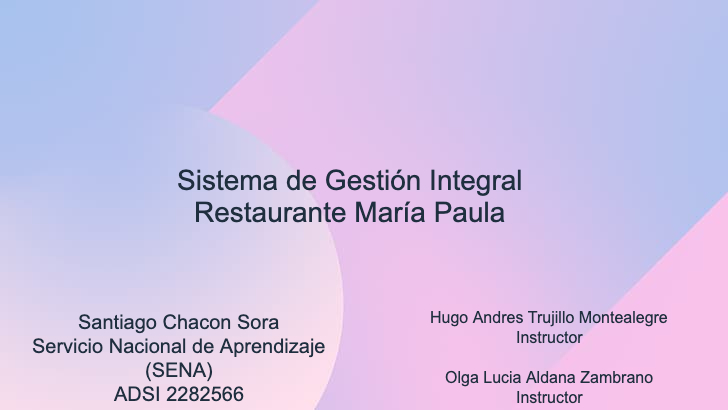 Sistema de Gestión Integral
Restaurante María Paula
Santiago Chacon Sora
Servicio Nacional de Aprendizaje
(SENA)
ADSI 2282566
Hugo Andres Trujillo Montealegre
Instructor
Olga Lucia Aldana Zambrano
Instructor